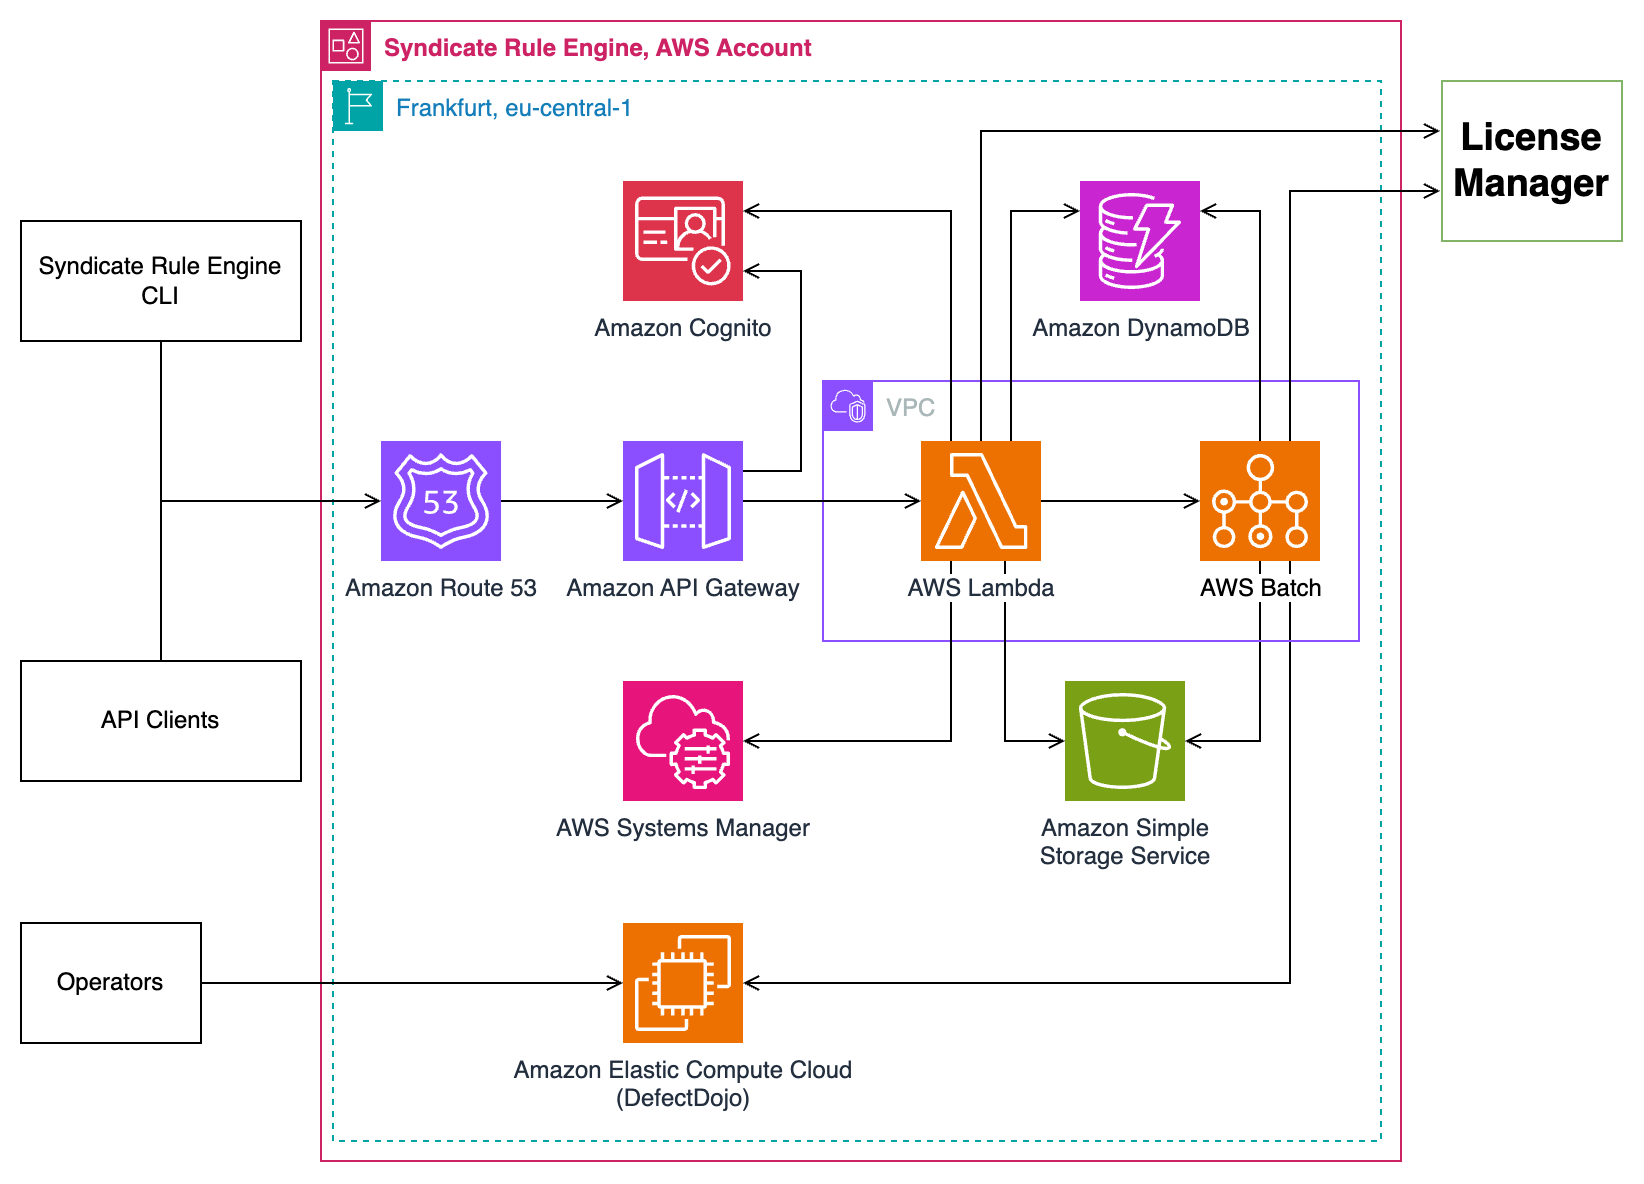 Syndicate Rule Engine, AWS Account
Frankfurt, eu-central-1
License
Manager
Syndicate Rule Engine
CLI
Amazon Cognito
Amazon DynamoDB
VPC
53
Amazon Route 53
</>
Amazon API Gateway
AWS Lambda
AWS Batch
API Clients
AWS Systems Manager
Amazon Simple
Storage Service
Operators
Amazon Elastic Compute Cloud
(DefectDojo)